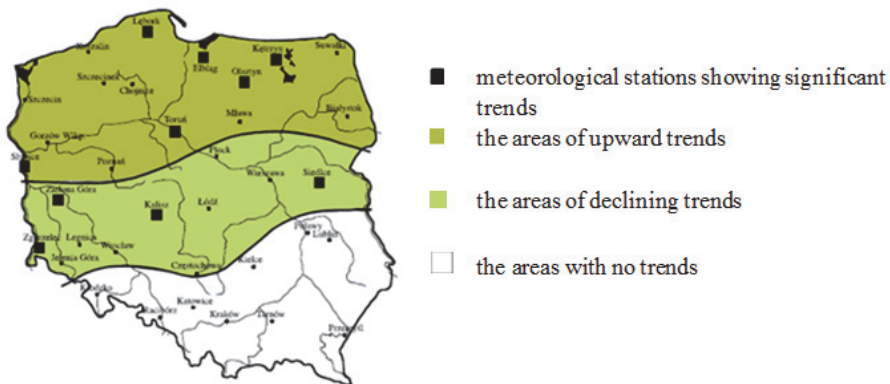 Lębork
Koszalin
Kętrzyn
Suwałki
Elbląg
Olsztyn
Szczecinek
Chojnice
Szczecin
Białystok
Toruń
Mława
Gorzów Wlkp.
Słubice
Poznań
Płock
Warszawa
Siedlce
Zielona Góra
Kalisz
Łódź
Zgorzelec
Legnica
Wrocław
Jelenia Góra
Częstochowa
Puławy
Lublin
Kielce
Kłodzko
Katowice
Racibórz
Kraków
Tarnów
Przemyśl
meteorological stations showing significant
trends
the areas of upward trends
the areas of declining trends
the areas with no trends